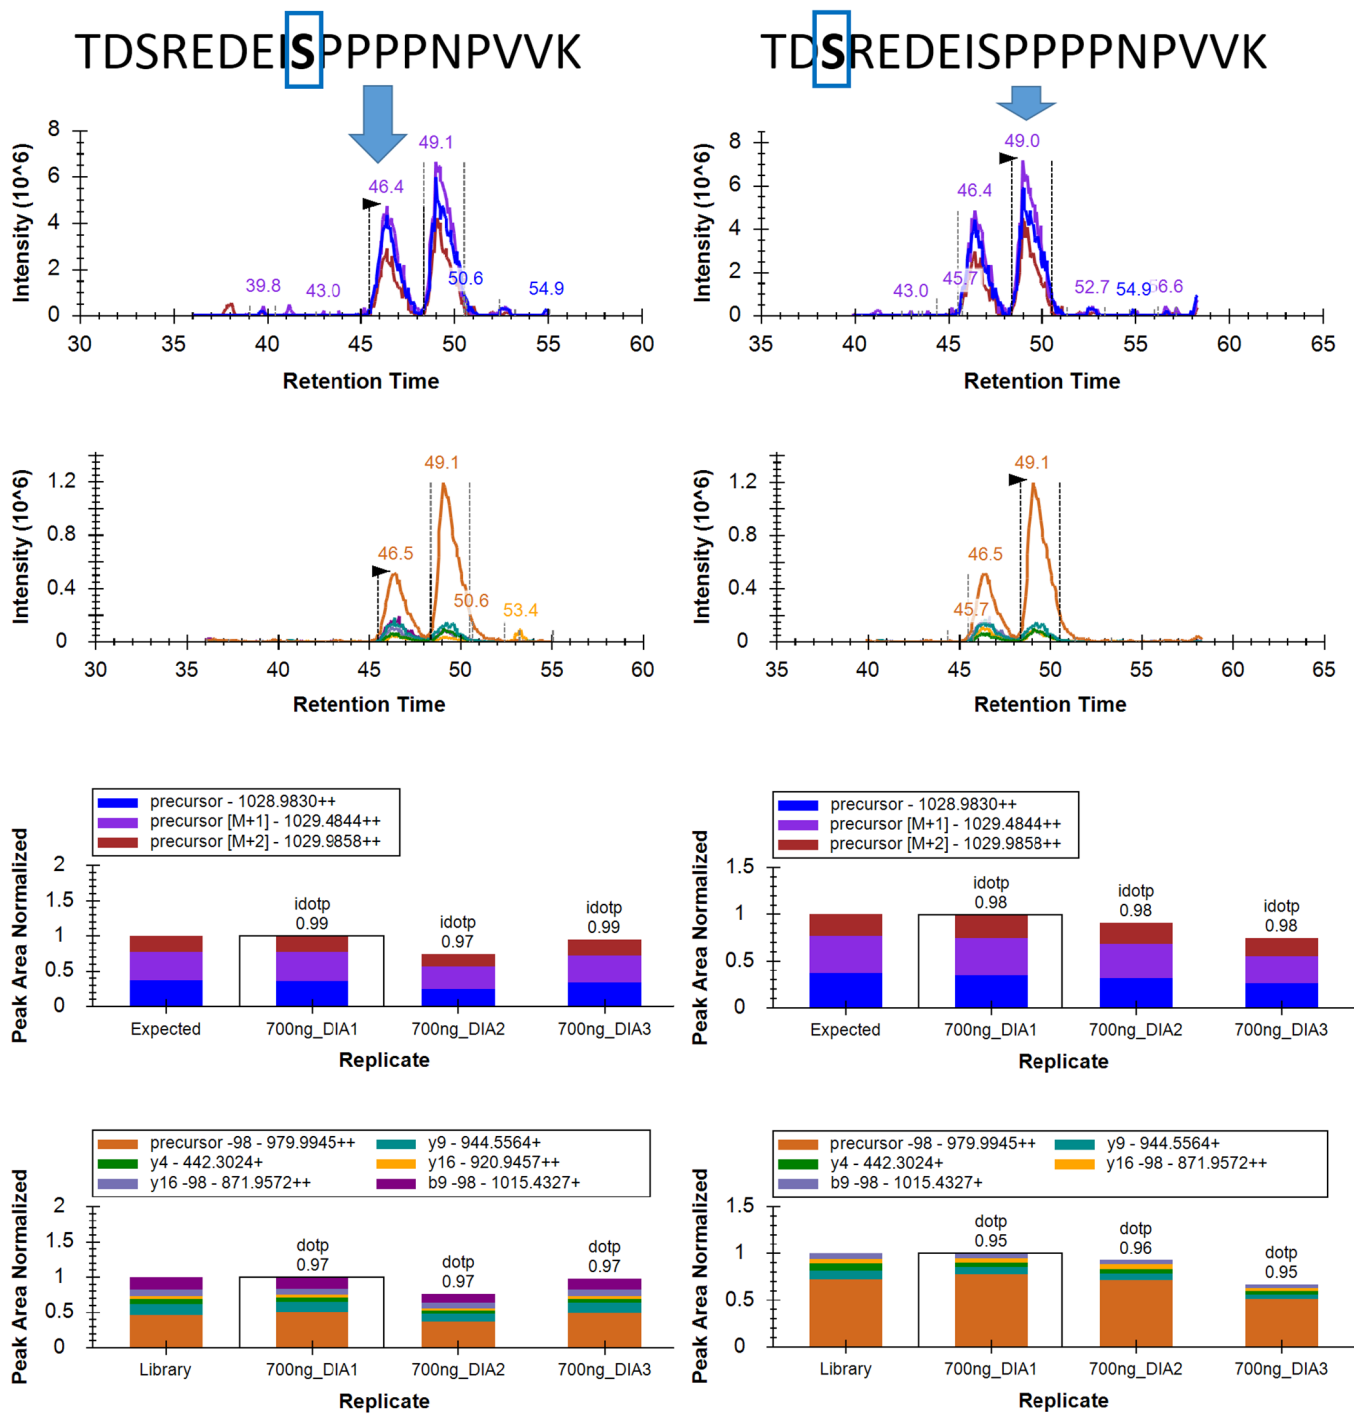 TDSREDEISPPPPNPVVK
TDSREDEISPPPPNPVVK
Intensity (10^6)
8
6
4
2
0
39.8
43.0
46.4
49.1
50.6
54.9
35
40
45
50
55
60
65
Retention Time
Intensity (10^6)
8
6
4
2
0
43.0
45.7
46.4
49.0
52.7
54.9
35
40
45
50
55
60
65
Retention Time
Intensity (10^6)
1.2
0.8
0.4
0
46.5
49.1
50.6
53.4
30
35
40
45
50
55
60
Retention Time
Intensity (10^6)
1.2
0.8
0.4
0
45.7
46.5
49.1
35
40
45
50
55
60
65
Retention Time
precursor - 1028.9830++
precursor [M+1] - 1029.4844++
precursor [M+2] - 1029.9858++
Peak Area Normalized
2
1.5
1
0.5
0
idotp
0.99
idotp
0.97
idotp
0.99
Expected
700ng_DIA1
700ng_DIA2
700ng_DIA3
Replicate
precursor - 1028.9830++
precursor [M+1] - 1029.4844++
precursor [M+2] - 1029.9858++
Peak Area Normalized
1.5
1
0.5
0
idotp
0.98
idotp
0.98
idotp
0.98
Expected
700ng_DIA1
700ng_DIA2
700ng_DIA3
Replicate
precursor -98 - 979.9945++
y9 - 944.5564+
y4 - 442.3024+
y16 - 920.9457++
y16 -98 - 871.9572++
b9 -98 - 1015.4327+
Peak Area Normalized
2
1.5
1
0.5
0
dotp
0.97
dotp
0.97
dotp
0.97
Library
700ng_DIA1
700ng_DIA2
700ng_DIA3
Replicate
precursor -98 - 979.9945++
y9 - 944.5564+
y4 - 442.3024+
y16 -98 - 871.9572++
b9 -98 - 1015.4327+
Peak Area Normalized
1.5
1
0.5
0
dotp
0.95
dotp
0.96
dotp
0.95
Library
700ng_DIA1
700ng_DIA2
700ng_DIA3
Replicate